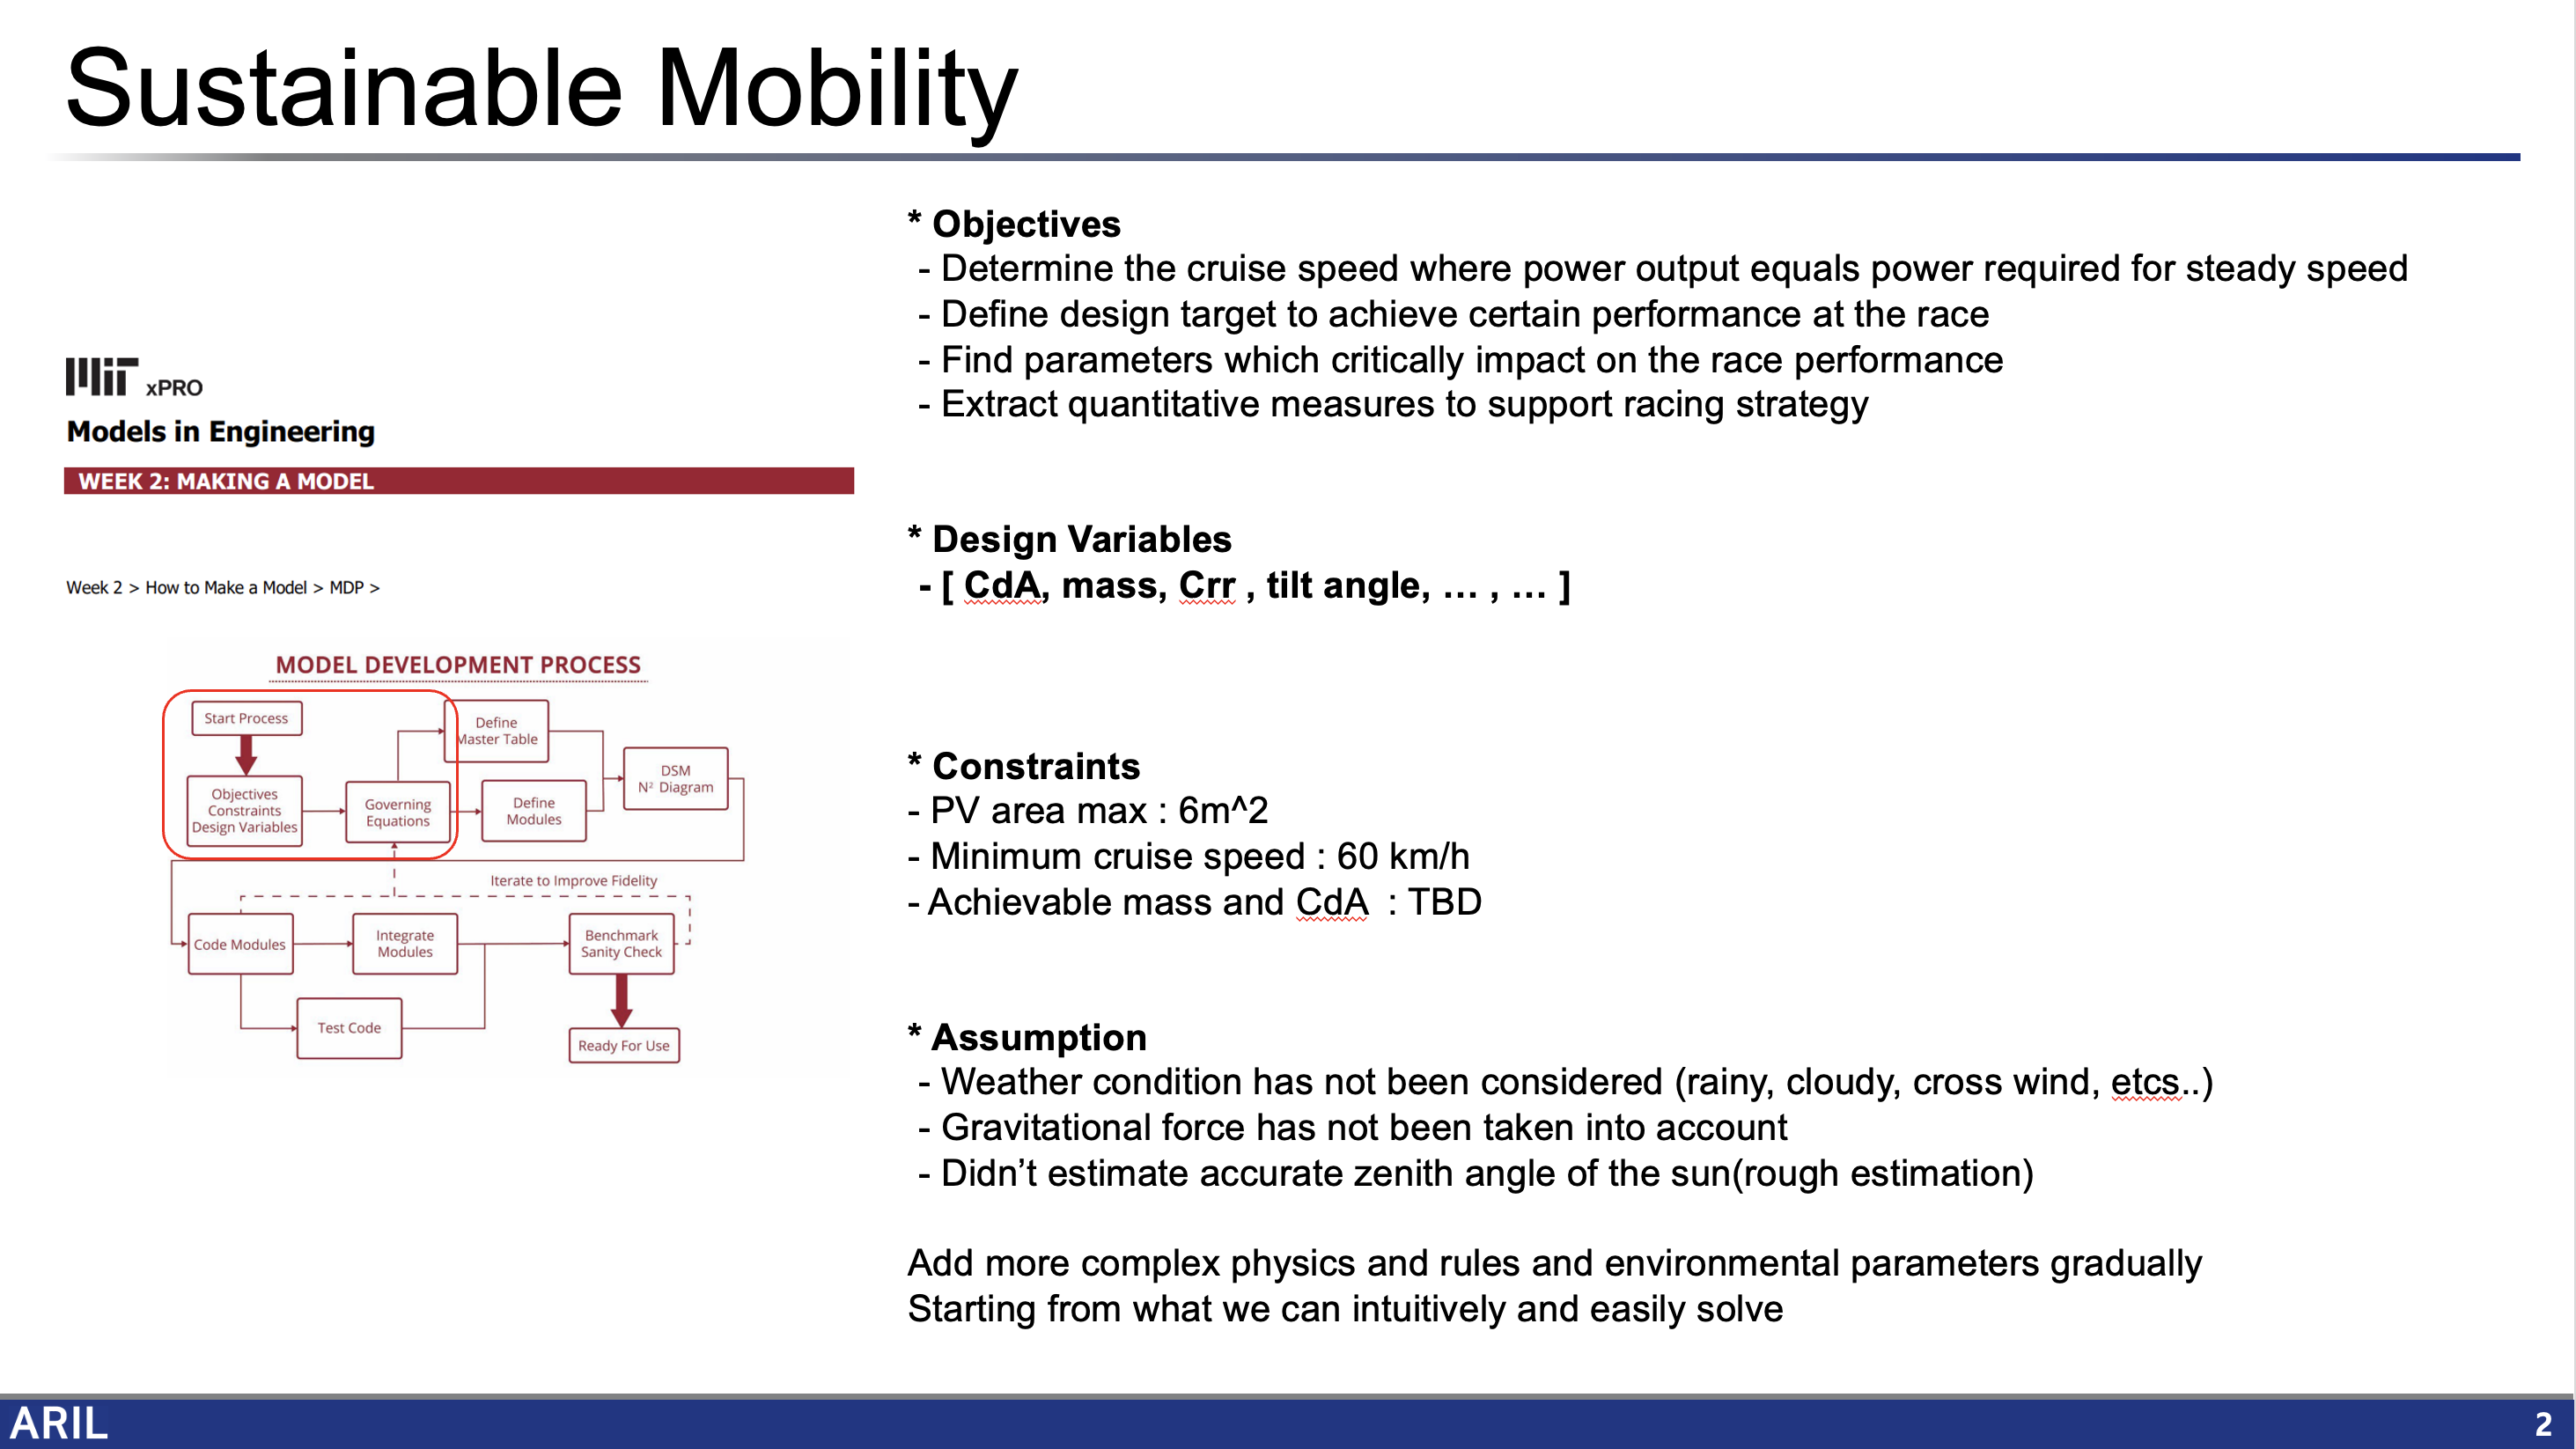 Sustainable Mobility
MIT xPRO
Models in Engineering
WEEK 2: MAKING A MODEL
Week 2 > How to Make a Model > MDP >
MODEL DEVELOPMENT PROCESS
Start Process
Objectives
Constraints
Design Variables
Governing
Equations
Define
Master Table
Define
Modules
DSM
N² Diagram
Iterate to Improve Fidelity
Code Modules
Integrate
Modules
Benchmark
Sanity Check
Test Code
Ready For Use
* Objectives
- Determine the cruise speed where power output equals power required for steady speed
- Define design target to achieve certain performance at the race
- Find parameters which critically impact on the race performance
- Extract quantitative measures to support racing strategy
* Design Variables
- [ CdA, mass, Crr , tilt angle, … , … ]
* Constraints
- PV area max : 6m^2
- Minimum cruise speed : 60 km/h
- Achievable mass and CdA : TBD
* Assumption
- Weather condition has not been considered (rainy, cloudy, cross wind, etcs..)
- Gravitational force has not been taken into account
- Didn’t estimate accurate zenith angle of the sun(rough estimation)
Add more complex physics and rules and environmental parameters gradually
Starting from what we can intuitively and easily solve
ARIL
2